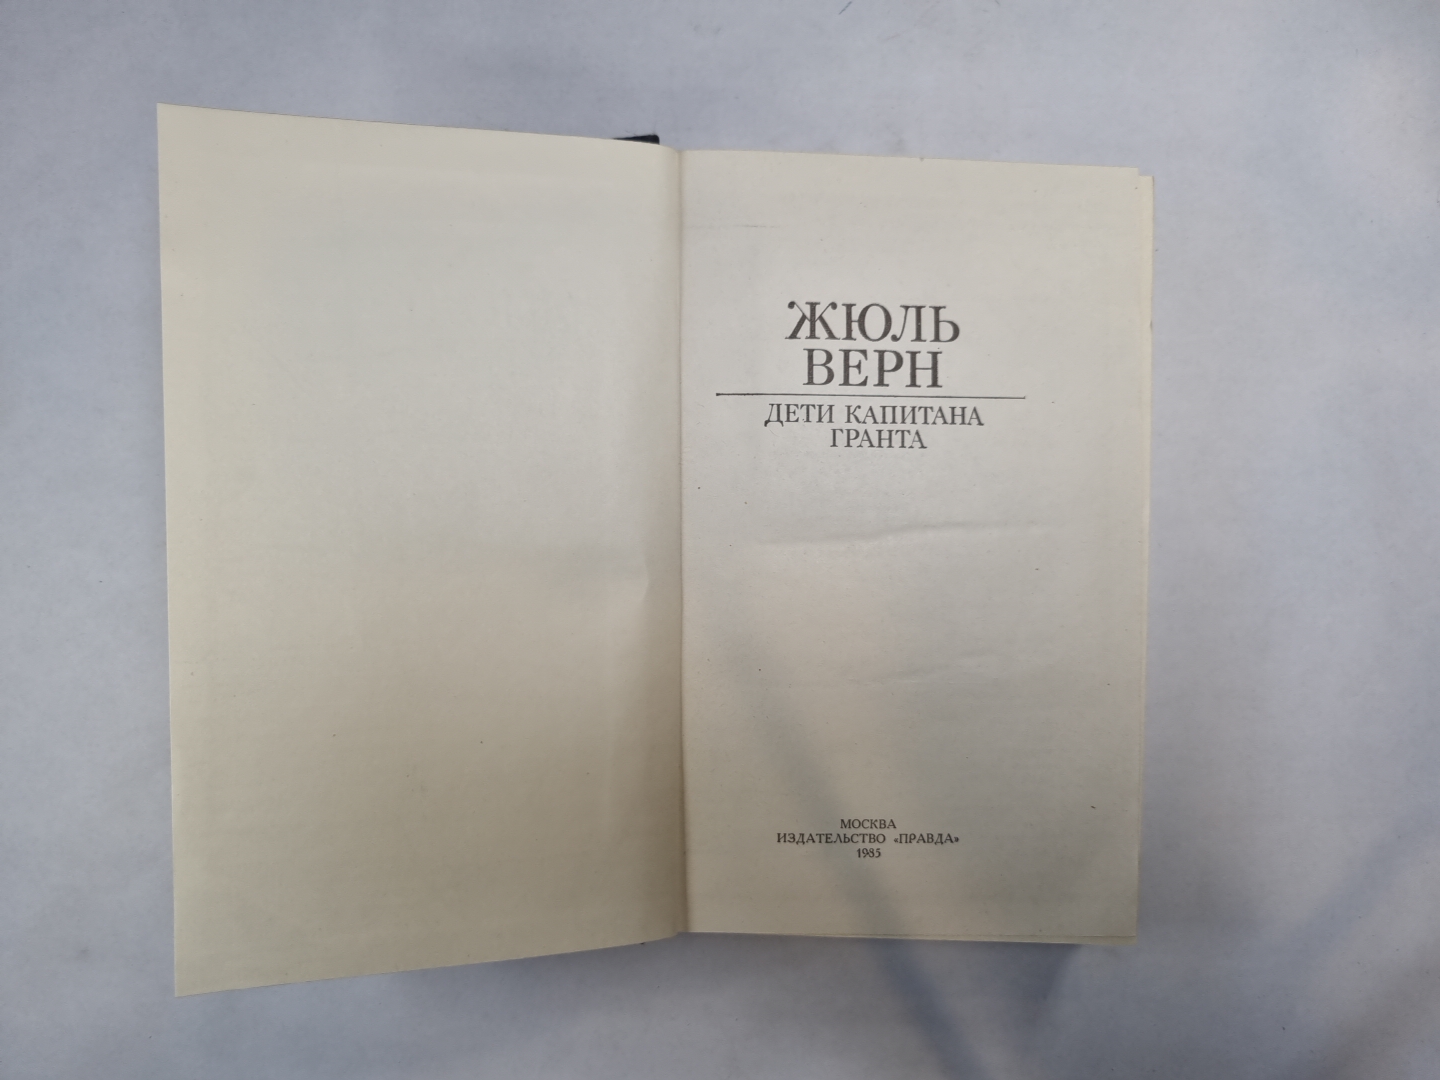 ЖЮЛЬ
ВЕРН
ДЕТИ КАПИТАНА
ГРАНТА
МОСКВА
ИЗДАТЕЛЬСТВО «ПРАВДА»
1985